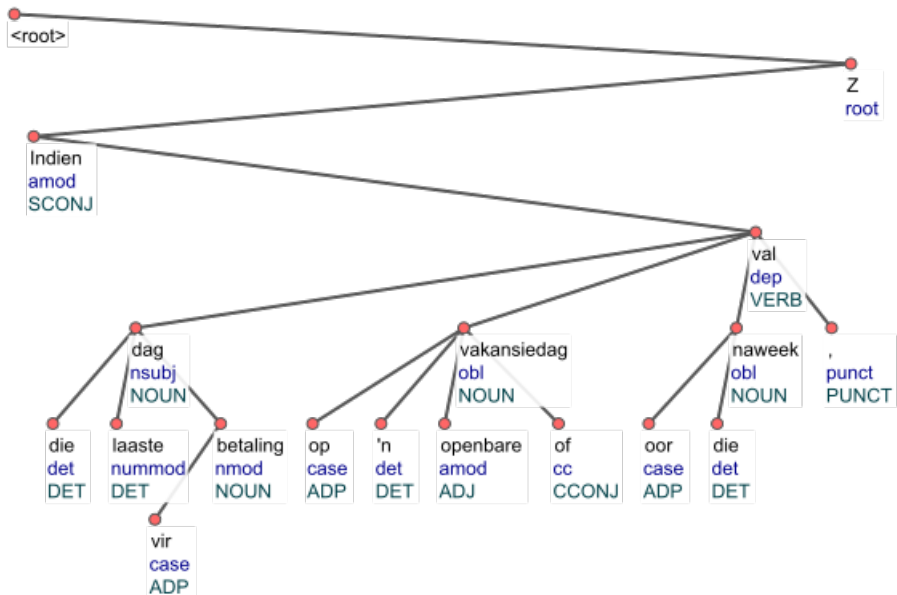 <root>
Z
root
Indien
amod
SCONJ
val
dep
VERB
dag
nsubj
NOUN
vakansiedag
obl
NOUN
naweek
obl
NOUN
,
punct
PUNCT
die
det
DET
laaste
nummod
DET
betaling
nmod
NOUN
op
case
ADP
'n
det
DET
openbare
amod
ADJ
of
cc
CCONJ
oor
case
ADP
die
det
DET
vir
case
ADP